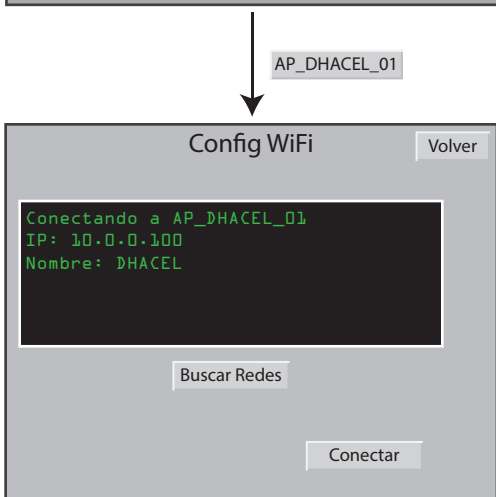 AP_DHACEL_01
Config WiFi
Volver
Conectando a AP_DHACEL_01
IP: 10.0.0.100
Nombre: DHACEL
Buscar Redes
Conectar